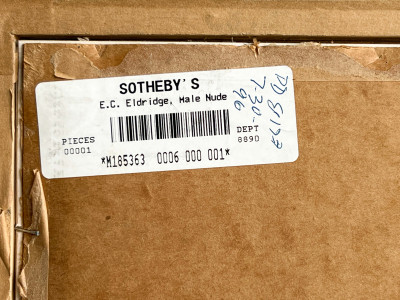 SOTHEBY'S
E.C. Eldridge, Male Nude
PIECES
00001
DEPT
8890
*M185363 0006 000 001*
7-30-
96